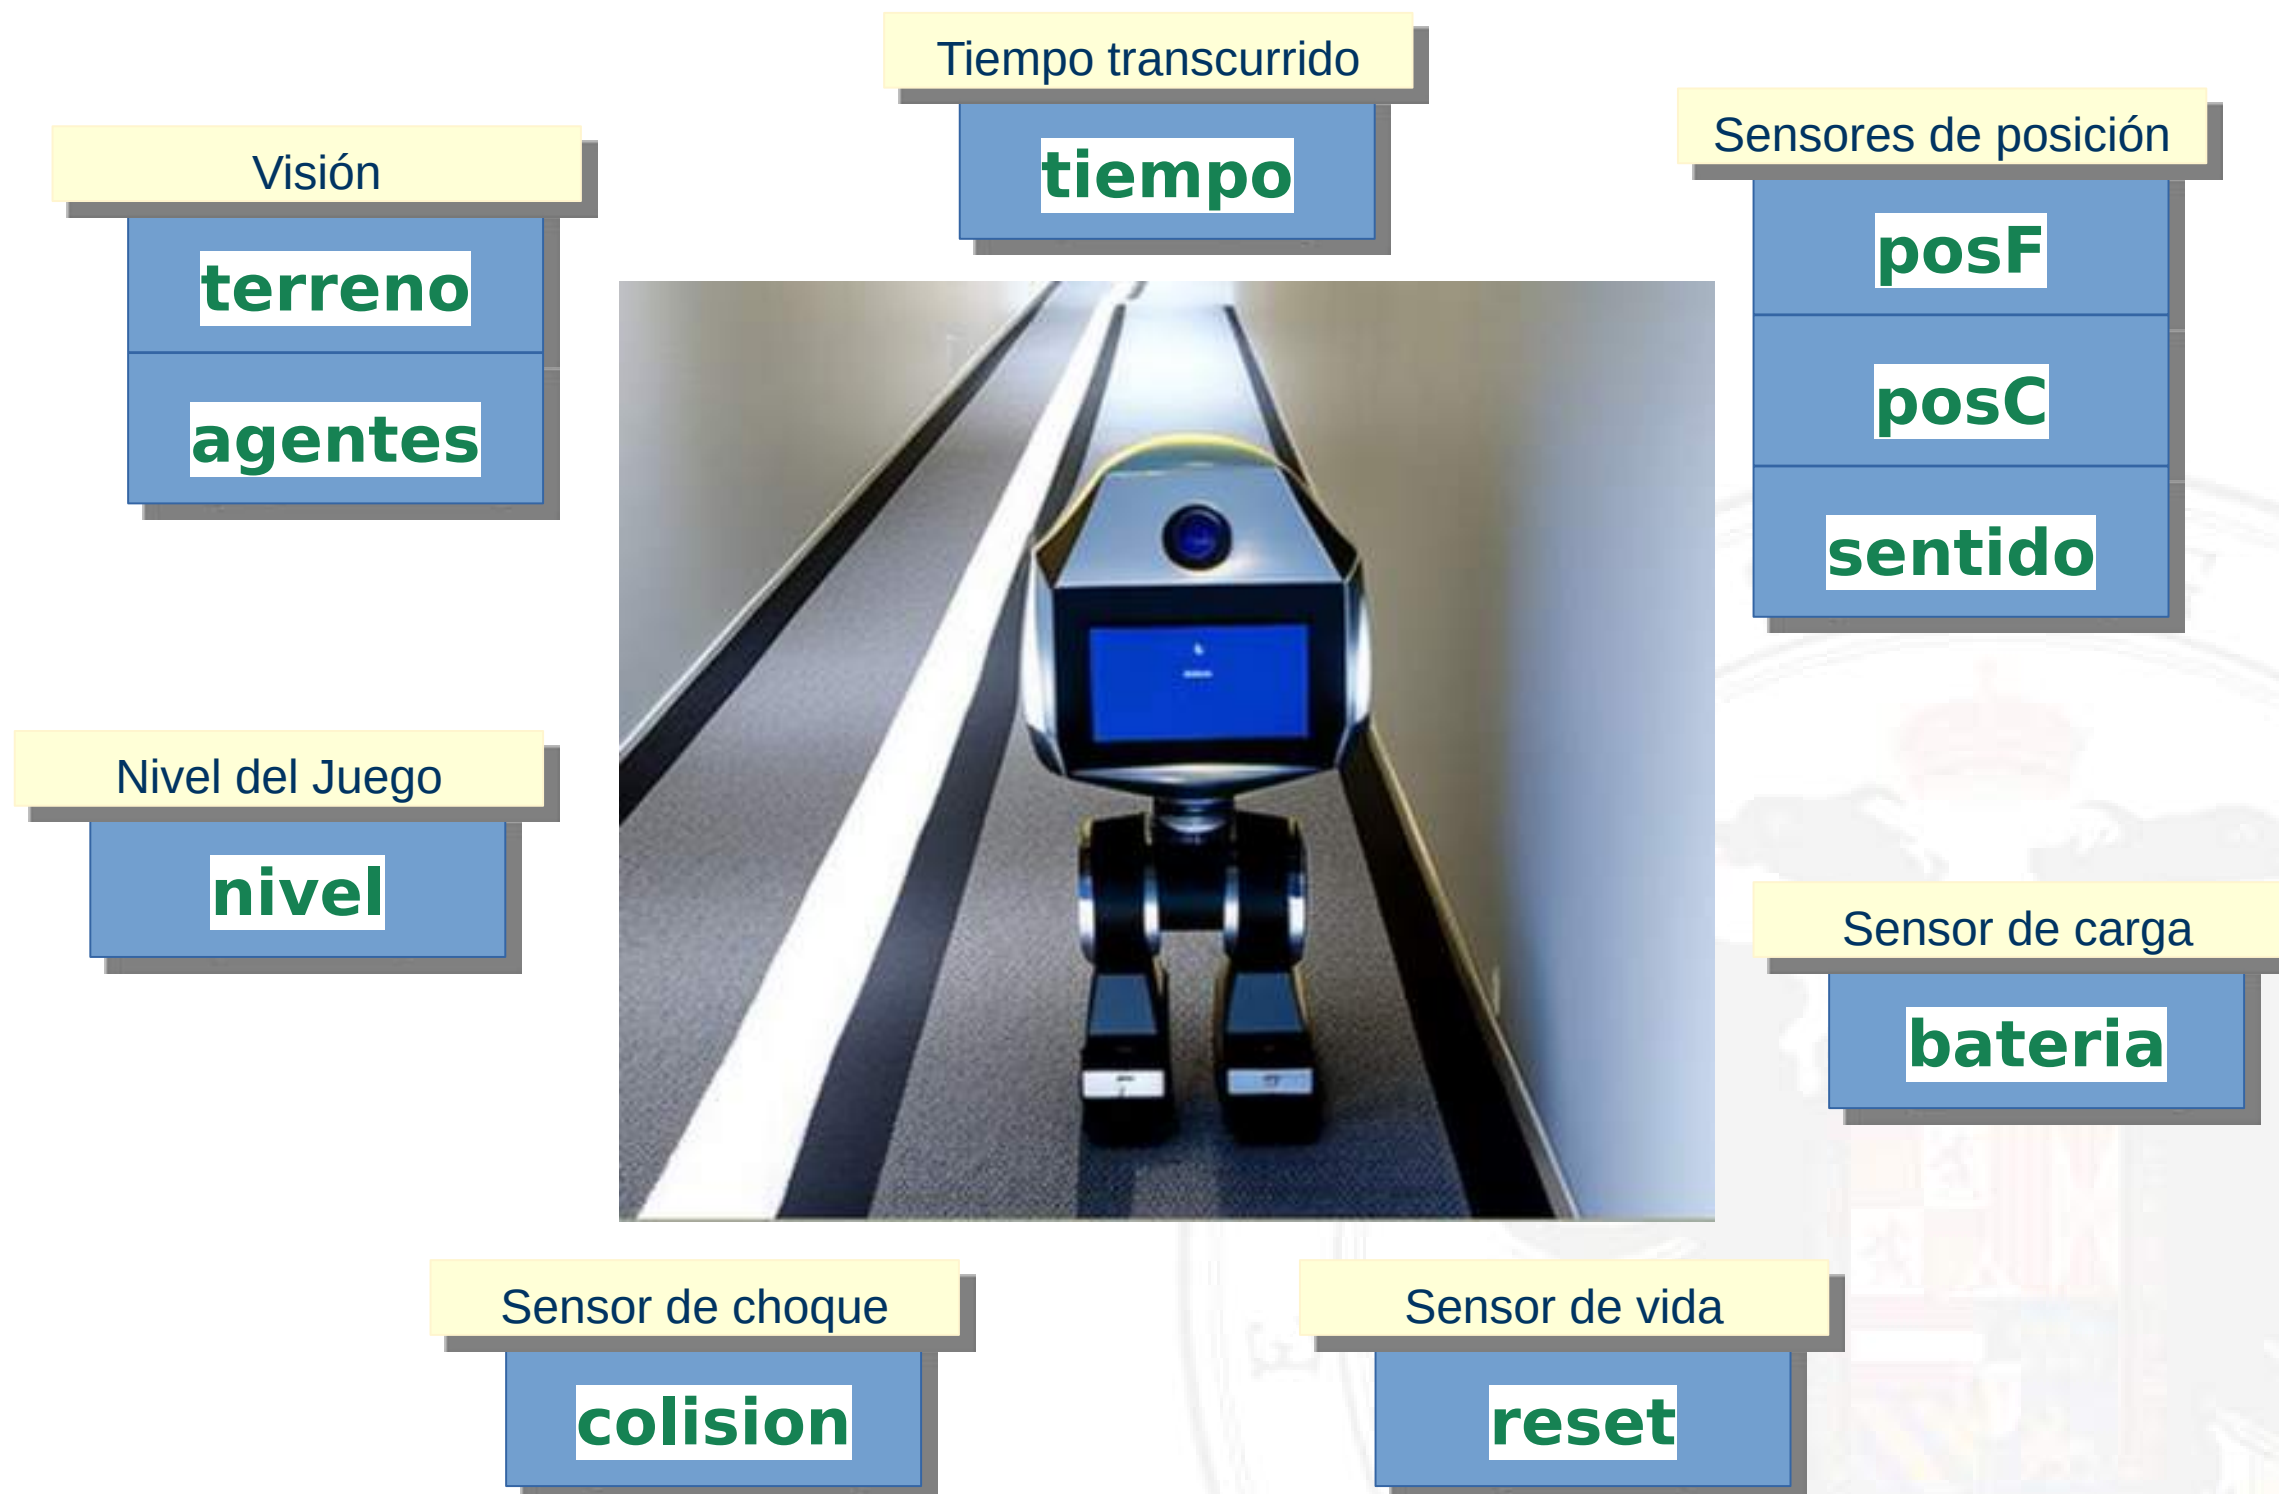 Tiempo transcurrido
tiempo
Visión
terreno
agentes
Sensores de posición
posF
posC
sentido
Nivel del Juego
nivel
Sensor de carga
bateria
Sensor de choque
colision
Sensor de vida
reset